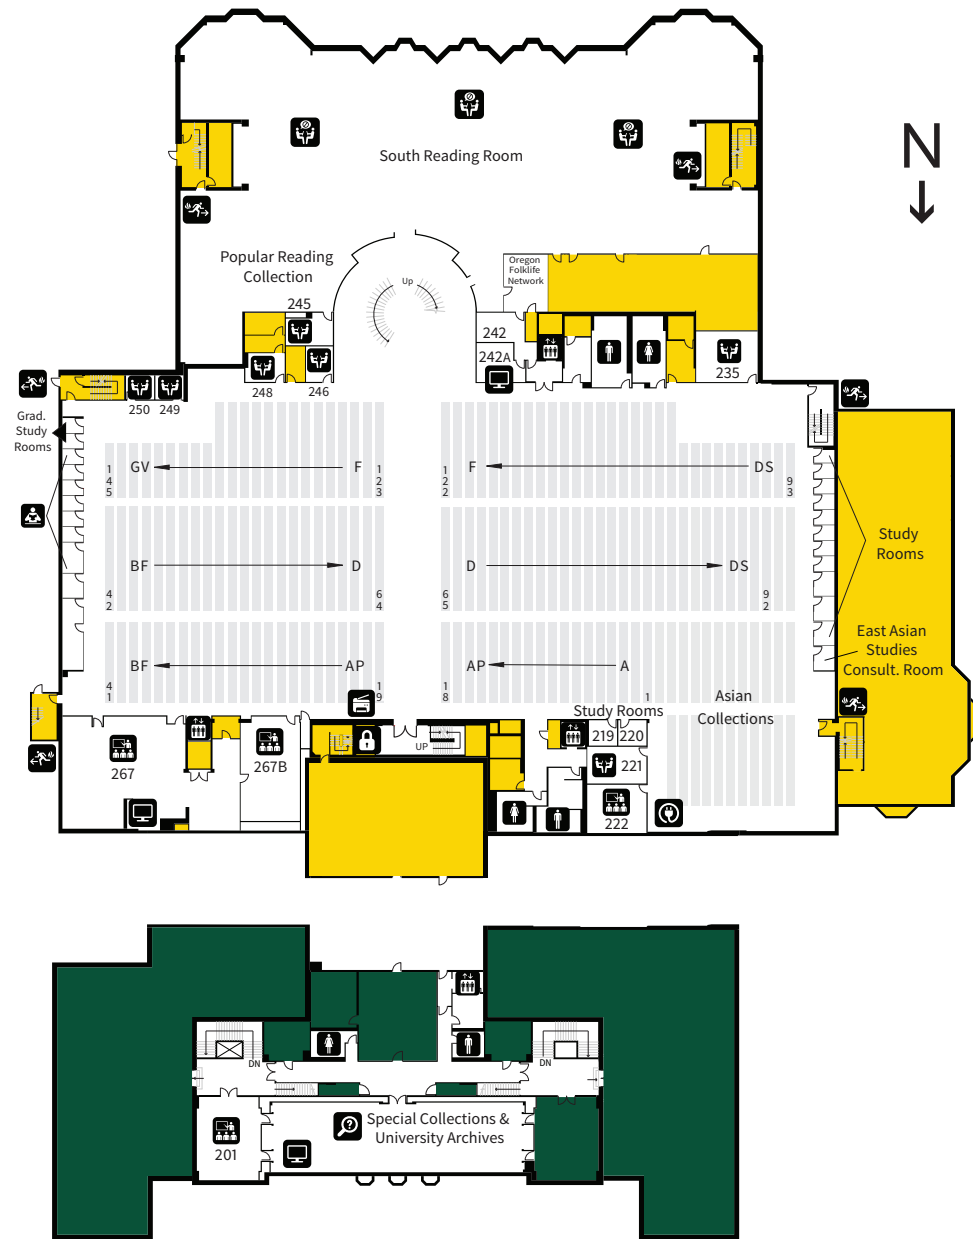 N
South Reading Room
Popular Reading
Collection
Oregon
Folklife
Network
Up
245
242
242A
235
248
246
250
249
Grad.
Study
Rooms
GV
F
F
DS
1
4
5
1
2
3
1
2
2
9
3
Study
Rooms
BF
D
D
DS
4
2
6
4
6
5
9
2
East Asian
Studies
Consult. Room
BF
AP
AP
A
4
1
1
9
1
8
1
Asian
Collections
Study Rooms
267
267B
UP
219
220
221
222
DN
DN
Special Collections &
University Archives
201